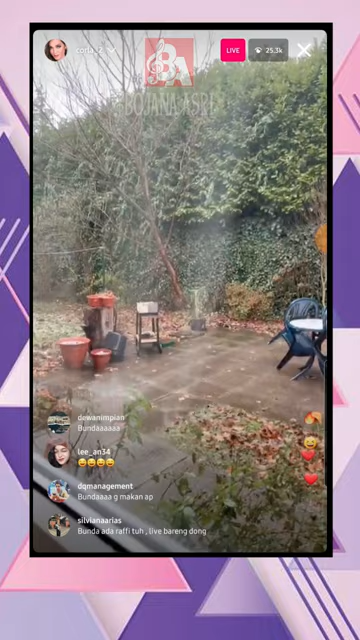 LIVE
25,3k
BA
BOJANA ASRI
dewanimpian
Bundaaaaaa
lee_an34
dqmanagement
Bundaaaa g makan ap
silvianaarias
Bunda ada raffi tuh , live bareng dong